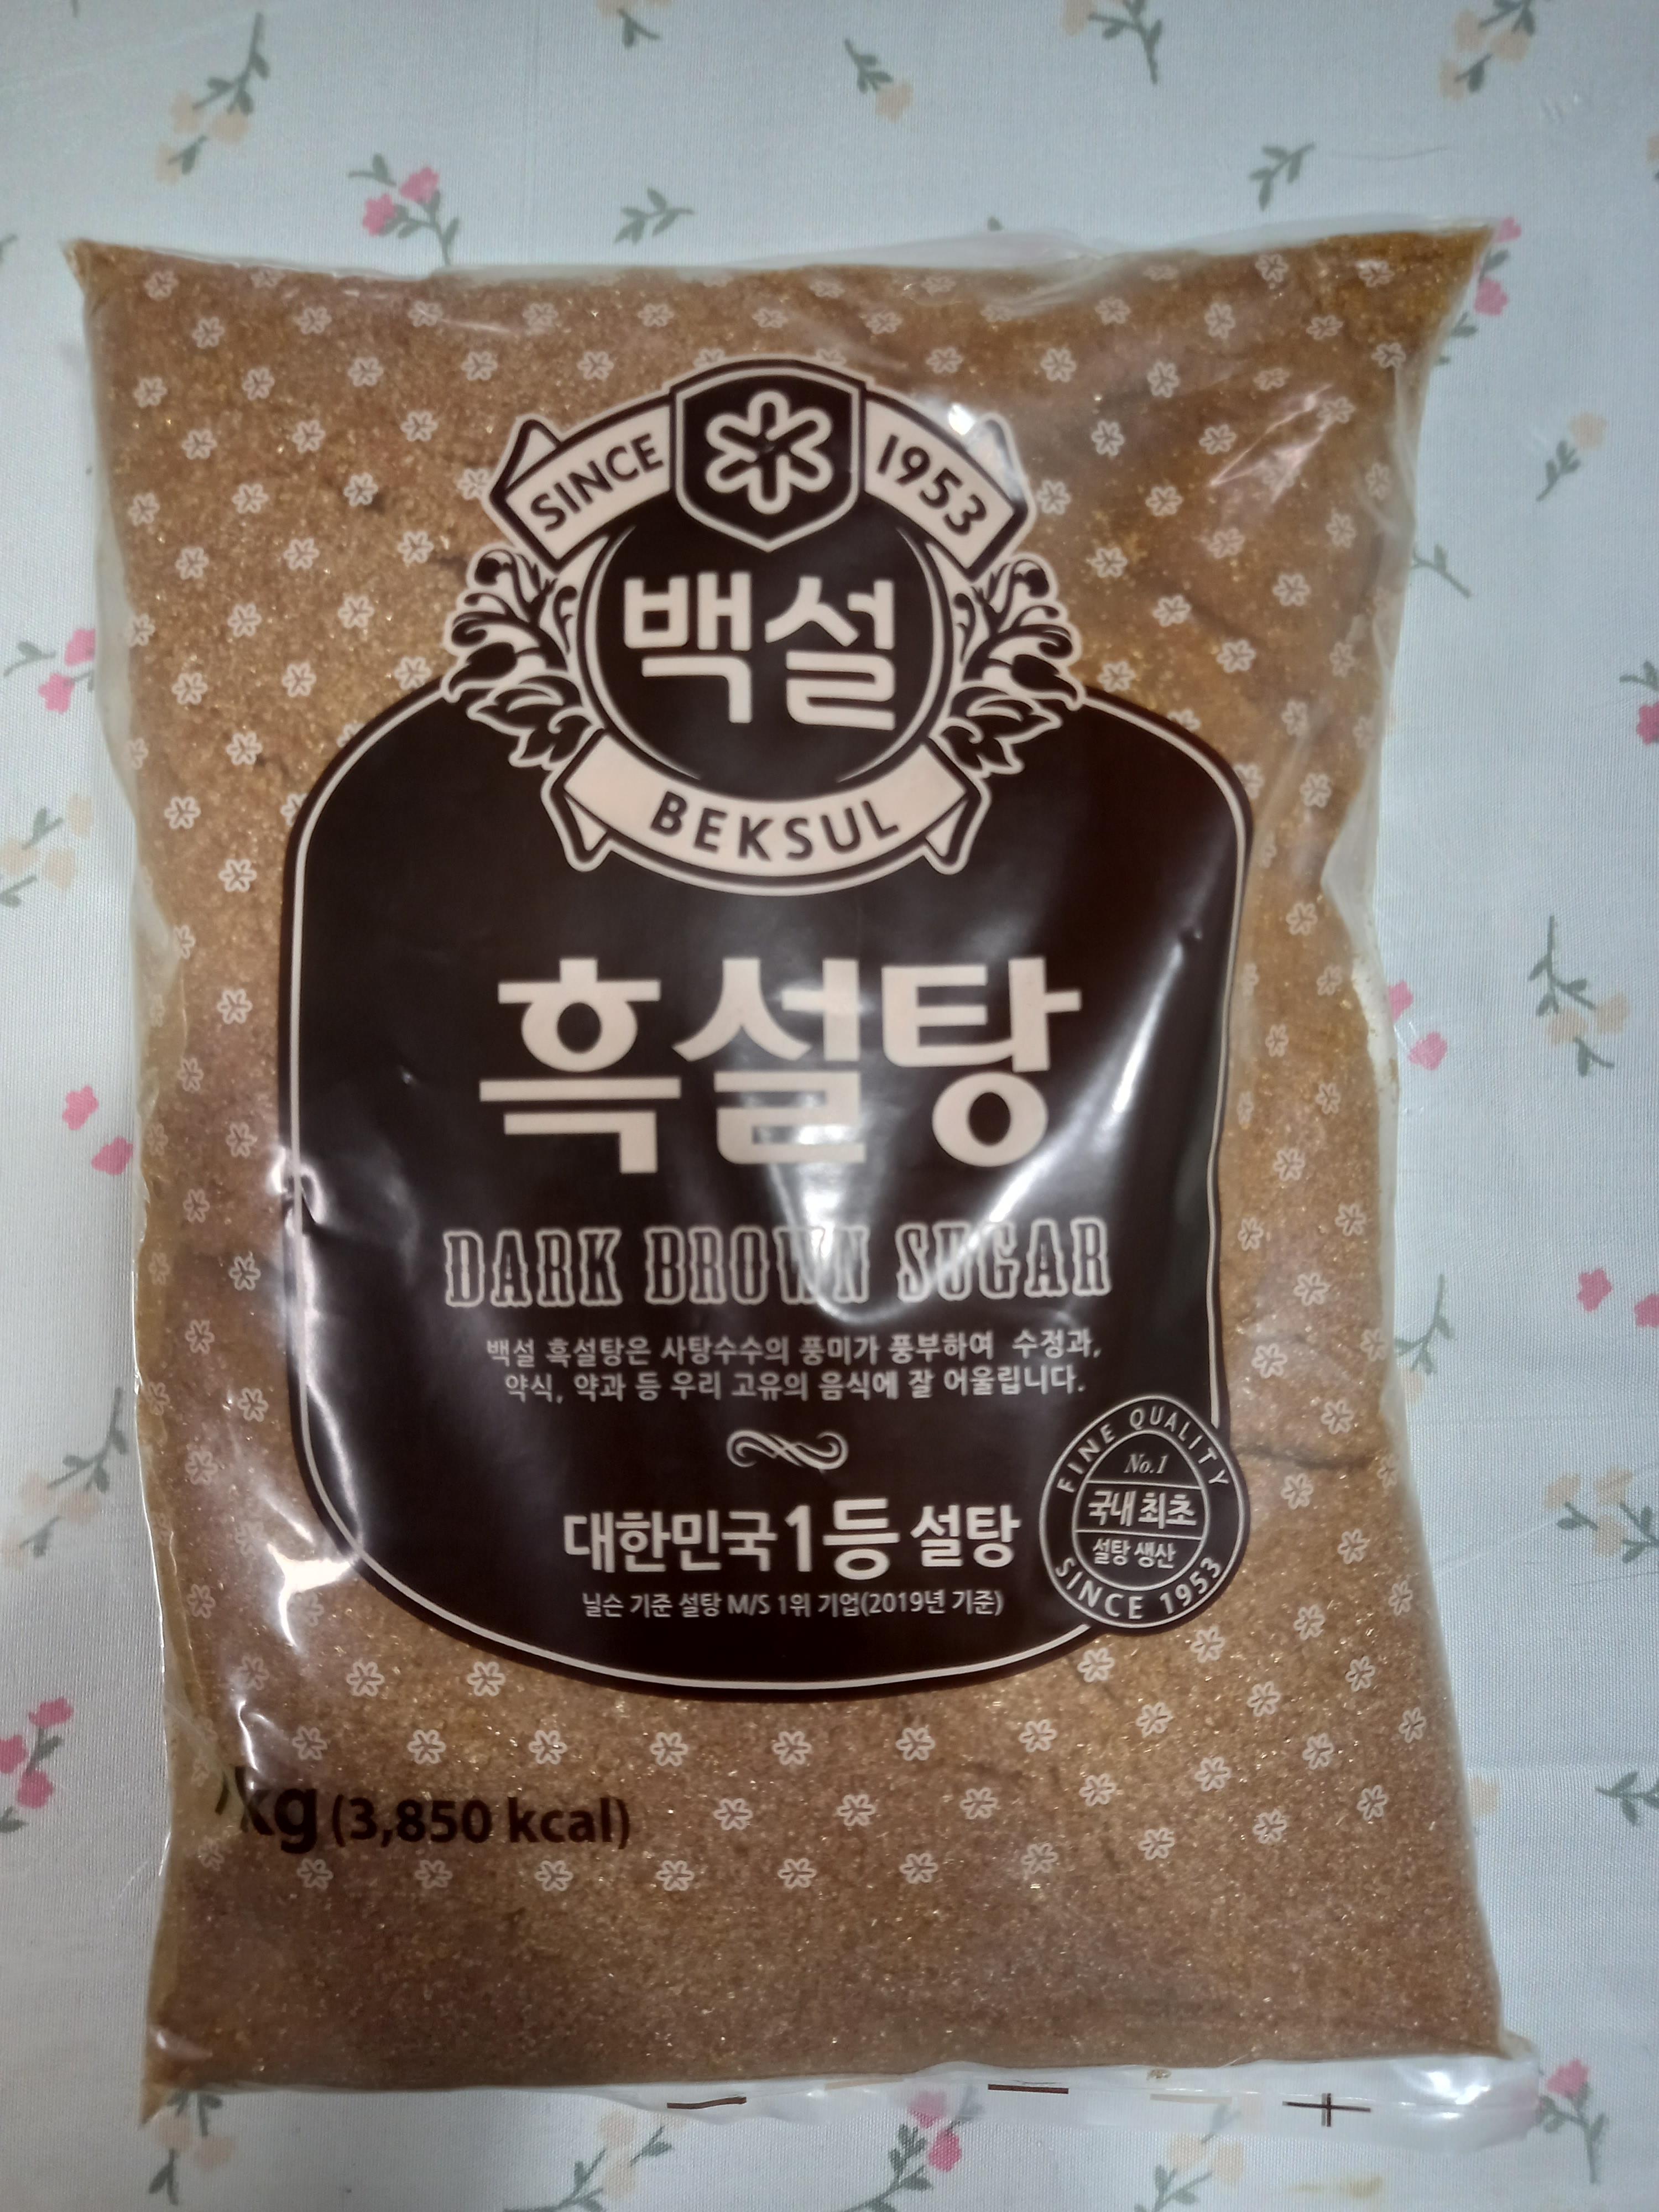 SINCE 1953
백설
BEKSUL
흑설탕
DARK BROWN SUGAR
백설 흑설탕은 사탕수수의 풍미가 풍부하여 수정과,
약식, 약과 등 우리 고유의 음식에 잘 어울립니다.
FINE QUALITY
No.1
국내 최초
설탕 생산
SINCE 1953
대한민국 1등 설탕
닐슨 기준 설탕 M/S 1위 기업(2019년 기준)
kg (3,850 kcal)